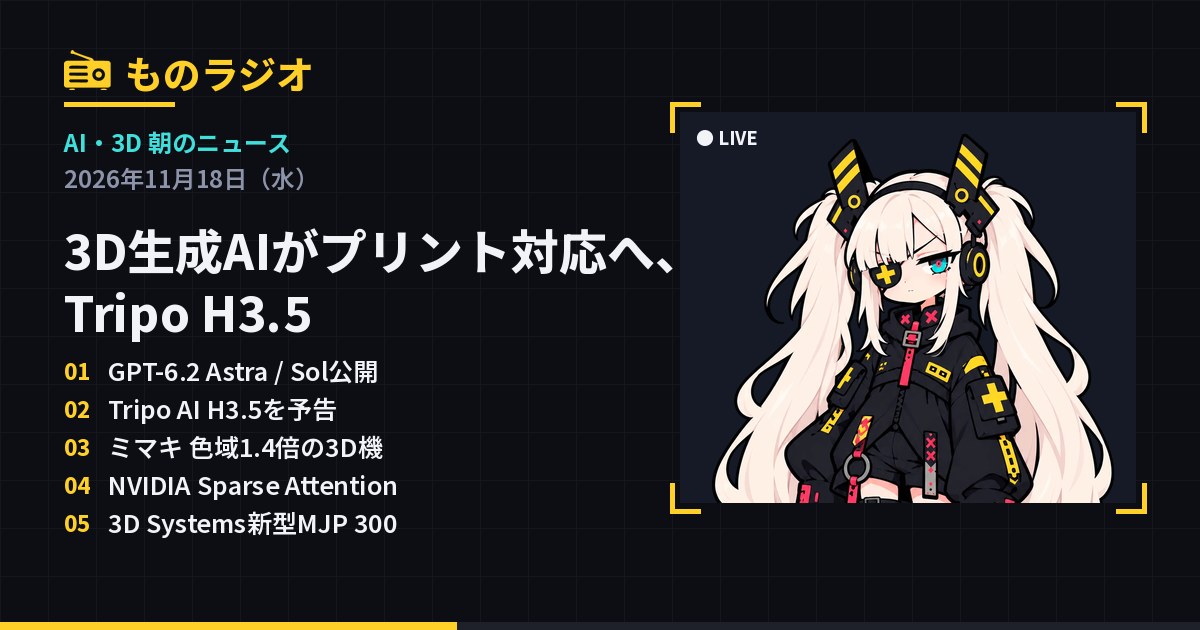 ものラジオ
AI・3D 朝のニュース
2026年11月18日（水）
3D生成AIがプリント対応へ、
Tripo H3.5
01 GPT-6.2 Astra / Sol公開
02 Tripo AI H3.5を予告
03 ミマキ 色域1.4倍の3D機
04 NVIDIA Sparse Attention
05 3D Systems新型MJP 300
LIVE